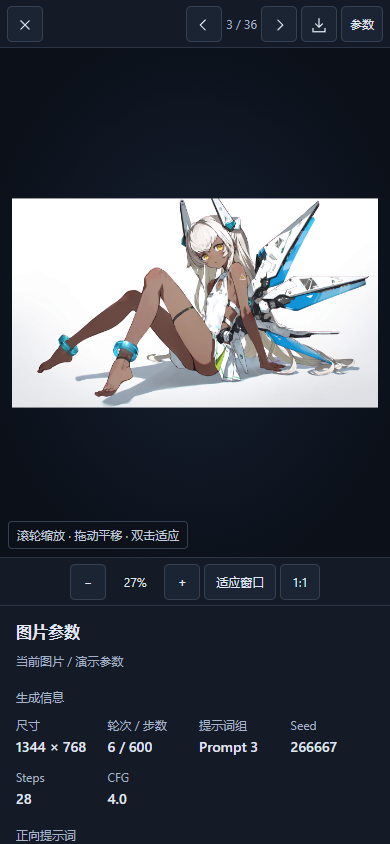 3 / 36 参数
滚轮缩放 · 拖动平移 · 双击适应
− 27% + 适应窗口 1:1
图片参数
当前图片 / 演示参数
生成信息
尺寸 轮次 / 步数 提示词组 Seed
1344 × 768 6 / 600 Prompt 3 266667
Steps CFG
28 4.0
正向提示词